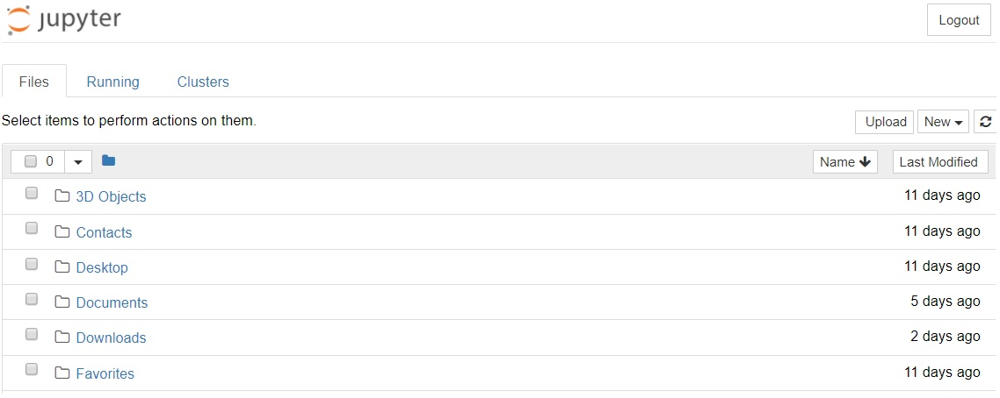 jupyter
Logout
Files Running Clusters
Select items to perform actions on them.
Upload New
0 Name Last Modified
3D Objects 11 days ago
Contacts 11 days ago
Desktop 11 days ago
Documents 5 days ago
Downloads 2 days ago
Favorites 11 days ago